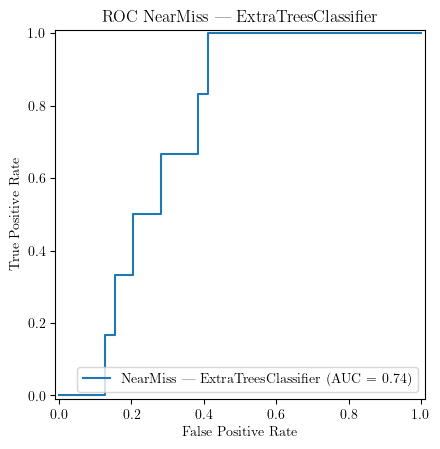 ROC NearMiss — ExtraTreesClassifier
1.0
0.8
0.6
0.4
0.2
0.0
True Positive Rate
NearMiss — ExtraTreesClassifier (AUC = 0.74)
0.0 0.2 0.4 0.6 0.8 1.0
False Positive Rate